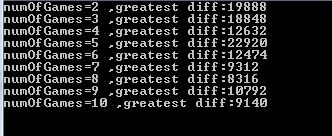 numOfGames=2 ,greatest diff:19888
numOfGames=3 ,greatest diff:18848
numOfGames=4 ,greatest diff:12632
numOfGames=5 ,greatest diff:22920
numOfGames=6 ,greatest diff:12474
numOfGames=7 ,greatest diff:9312
numOfGames=8 ,greatest diff:8316
numOfGames=9 ,greatest diff:10792
numOfGames=10 ,greatest diff:9140